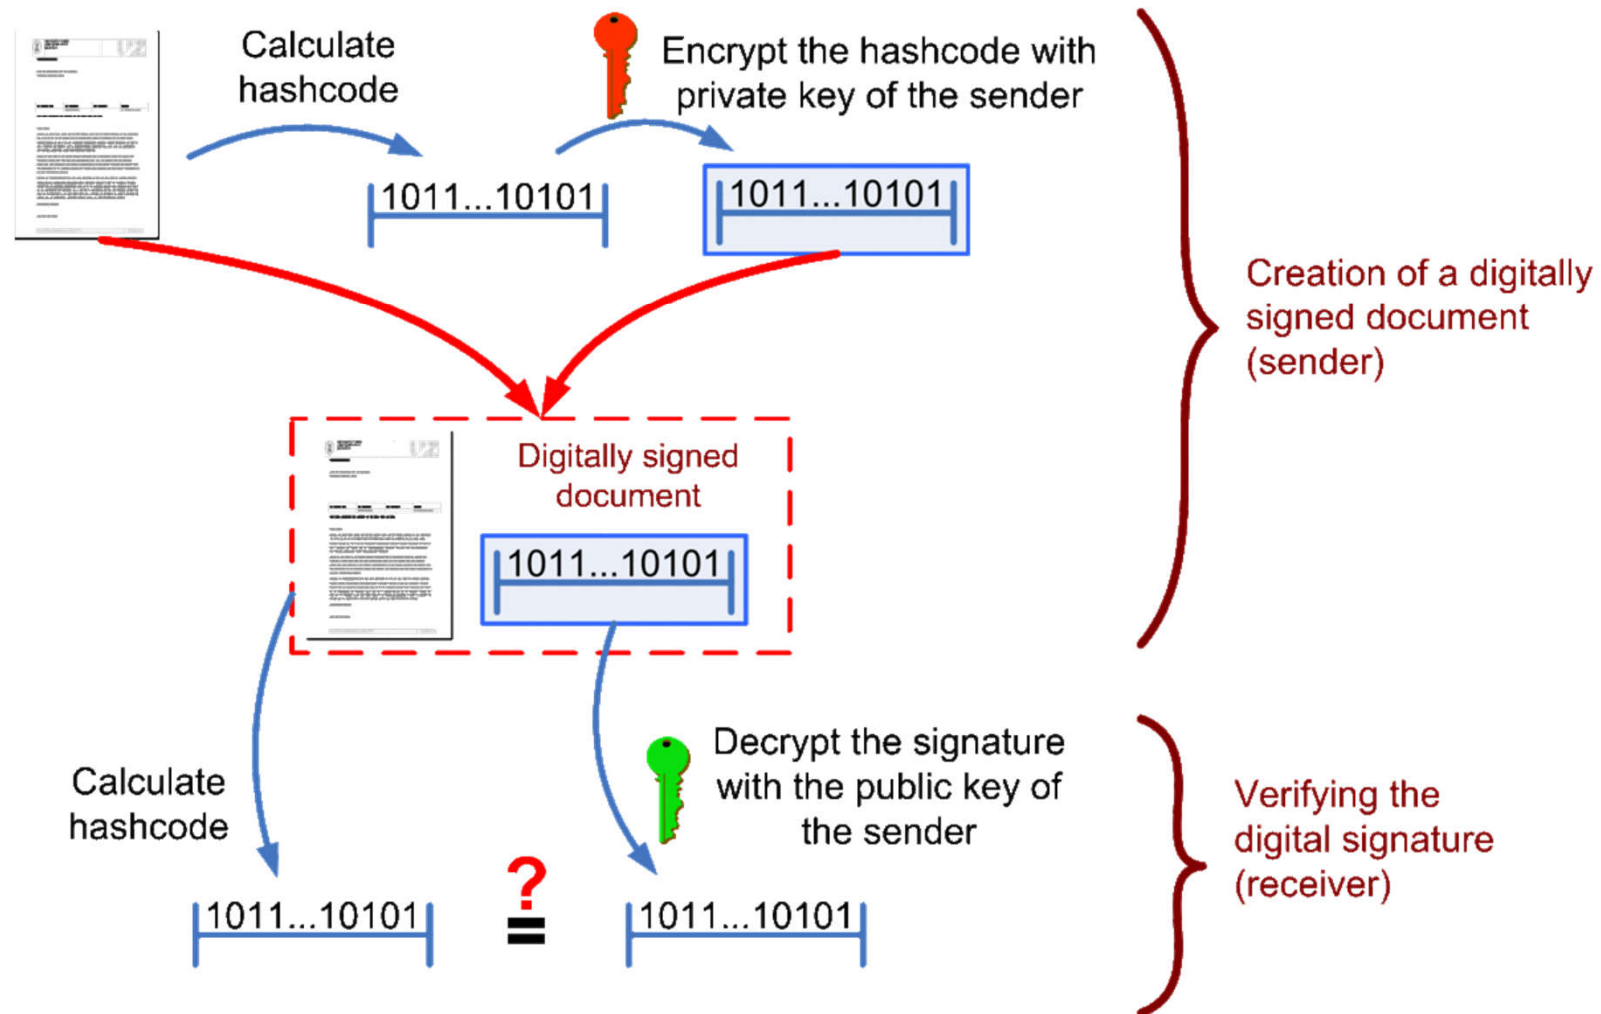 Calculate
hashcode
Encrypt the hashcode with
private key of the sender
1011...10101
1011...10101
Creation of a digitally
signed document
(sender)
Digitally signed
document
1011...10101
Calculate
hashcode
Decrypt the signature
with the public key of
the sender
Verifying the
digital signature
(receiver)
1011...10101
?
=
1011...10101